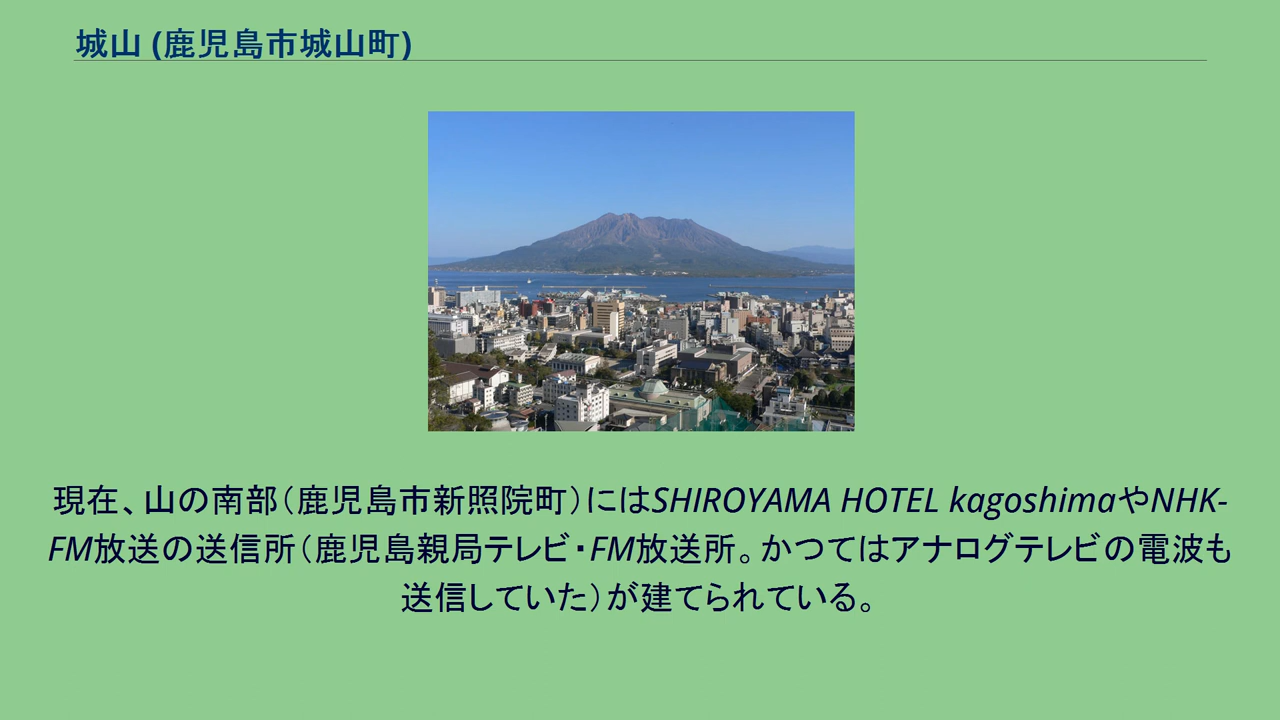 城山 (鹿児島市城山町)
現在、山の南部（鹿児島市新照院町）にはSHIROYAMA HOTEL kagoshimaやNHK-
FM放送の送信所（鹿児島親局テレビ・FM放送所。かつてはアナログテレビの電波も
送信していた）が建てられている。